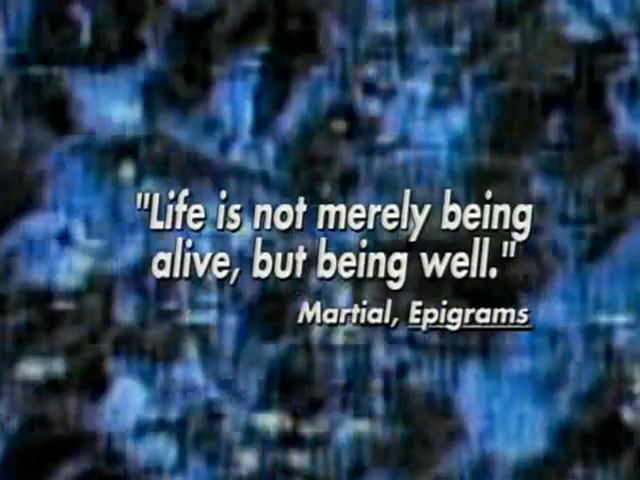 "Life is not merely being
alive, but being well."
Martial, Epigrams